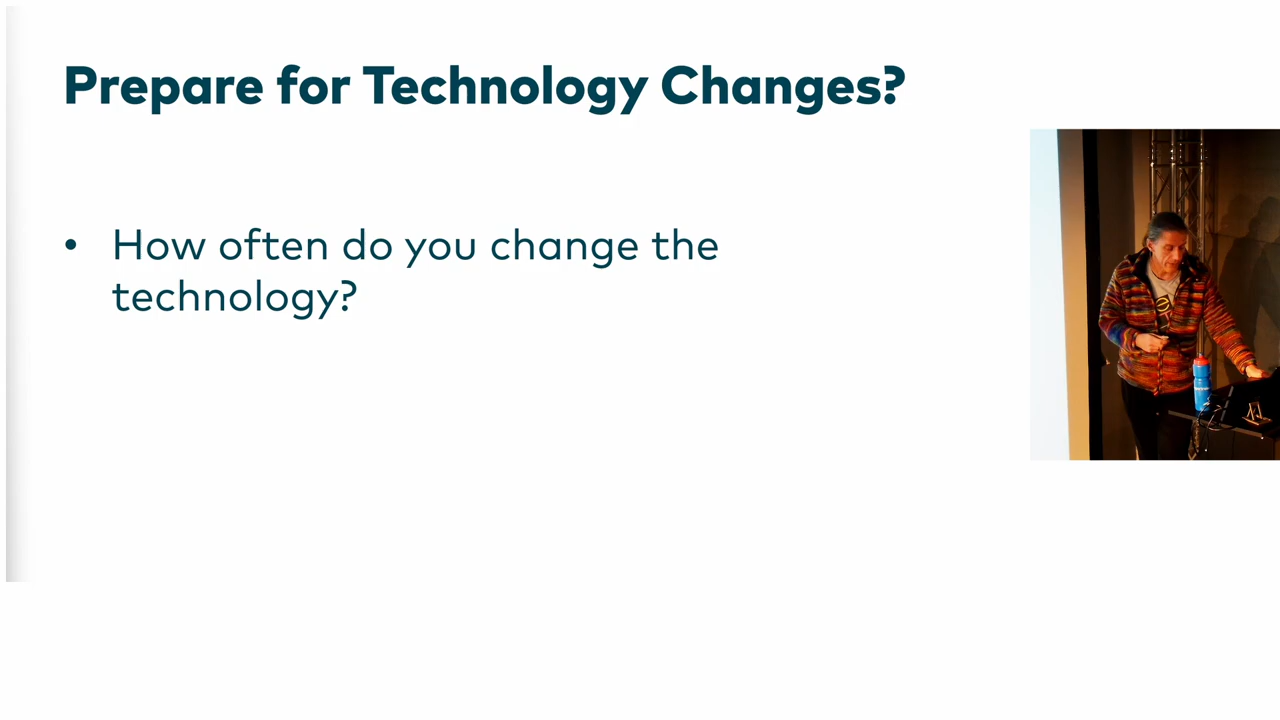 Prepare for Technology Changes?
• How often do you change the
technology?